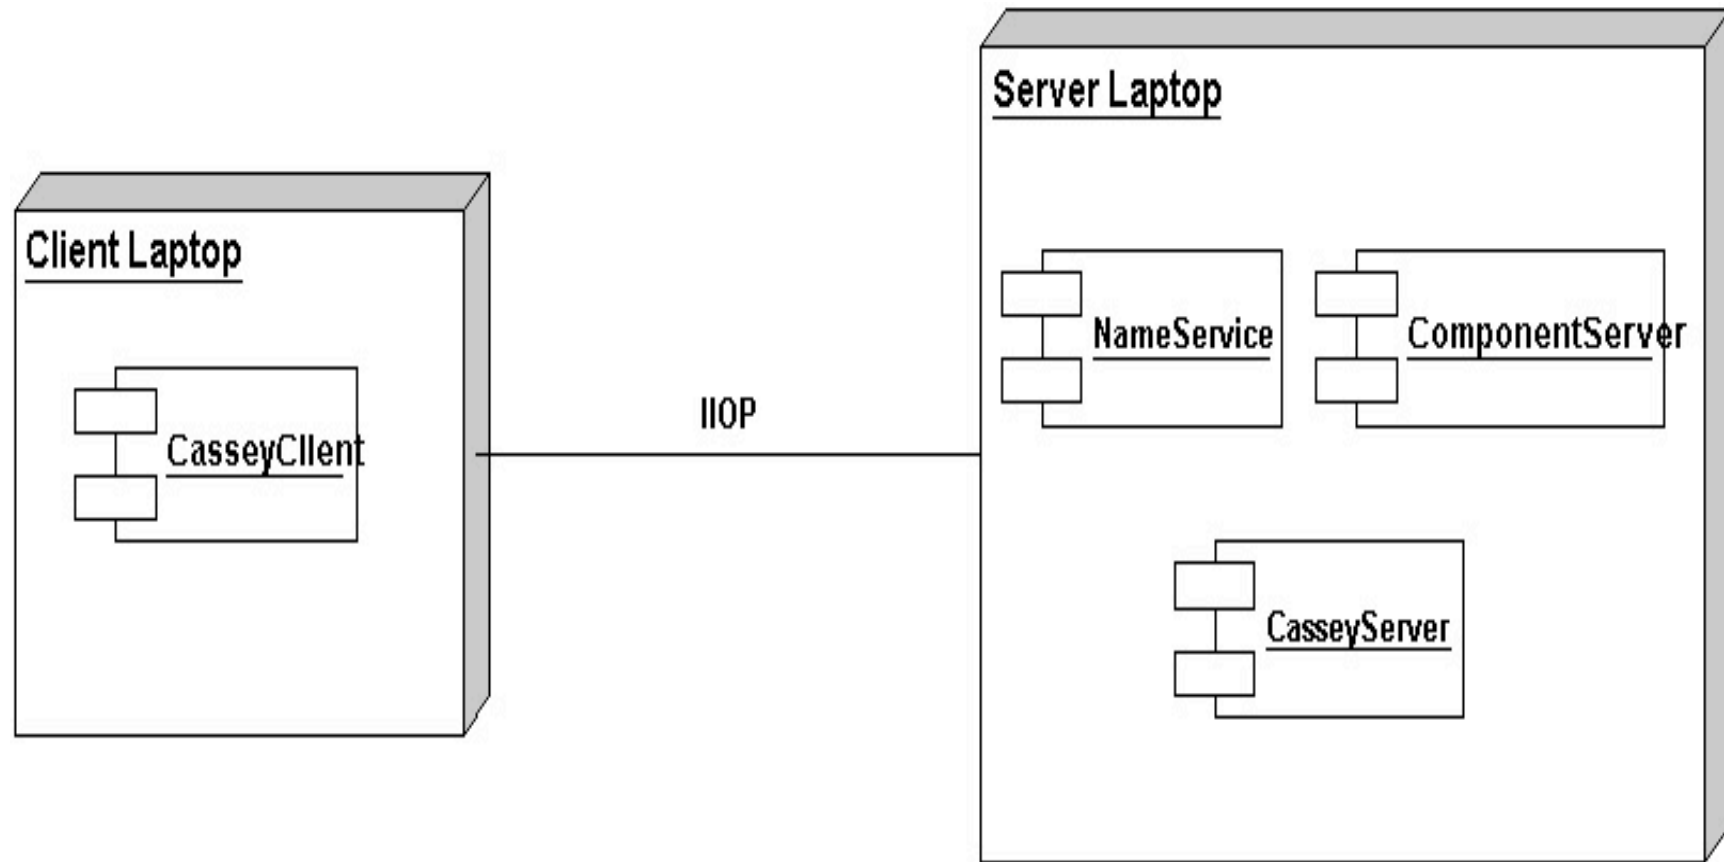 Server Laptop
Client Laptop
NameService
ComponentServer
IIOP
CasseyClient
CasseyServer